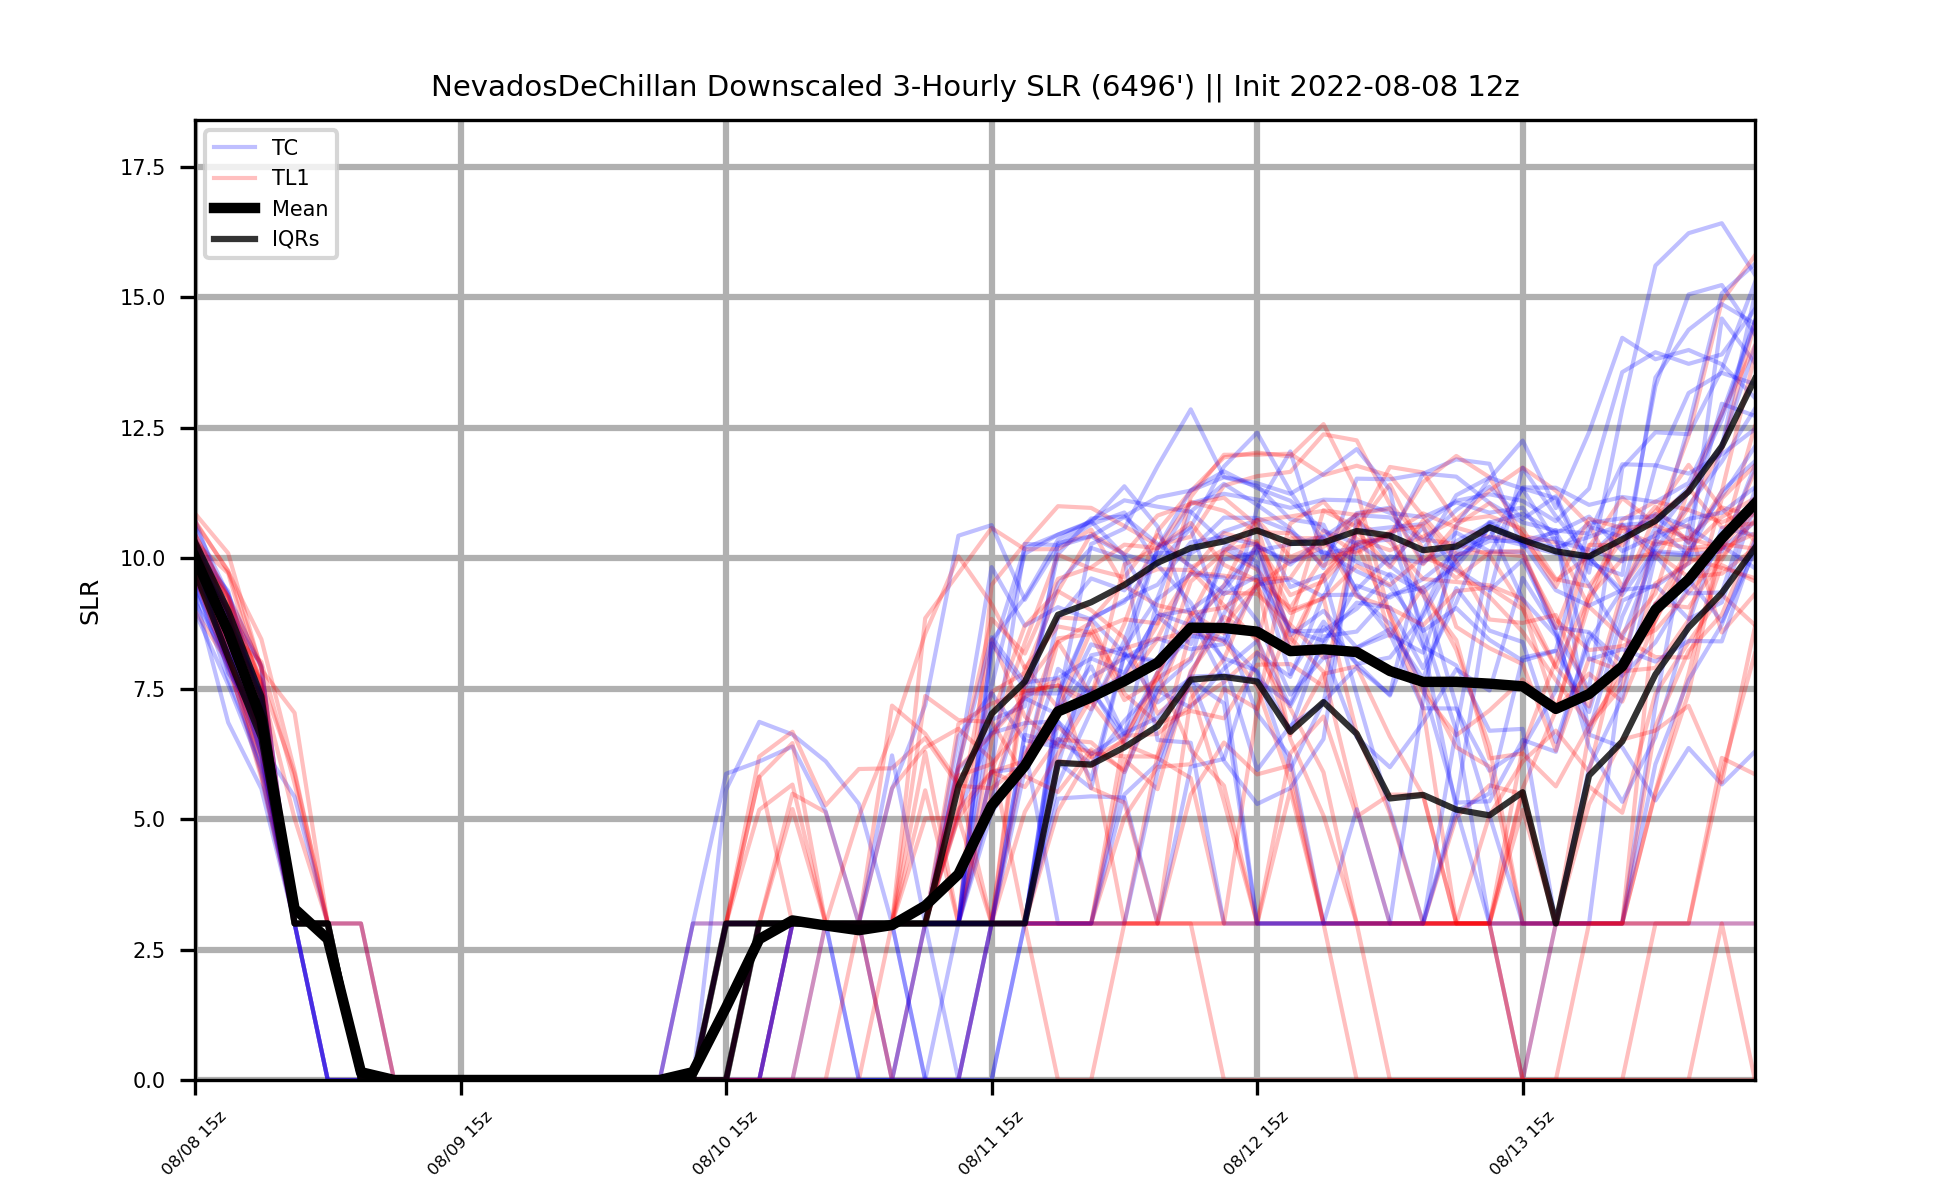 NevadosDeChillan Downscaled 3-Hourly SLR (6496') || Init 2022-08-08 12z
TC
TL1
Mean
IQRs
SLR
17.5
15.0
12.5
10.0
7.5
5.0
2.5
0.0
08/08 15z
08/09 15z
08/10 15z
08/11 15z
08/12 15z
08/13 15z